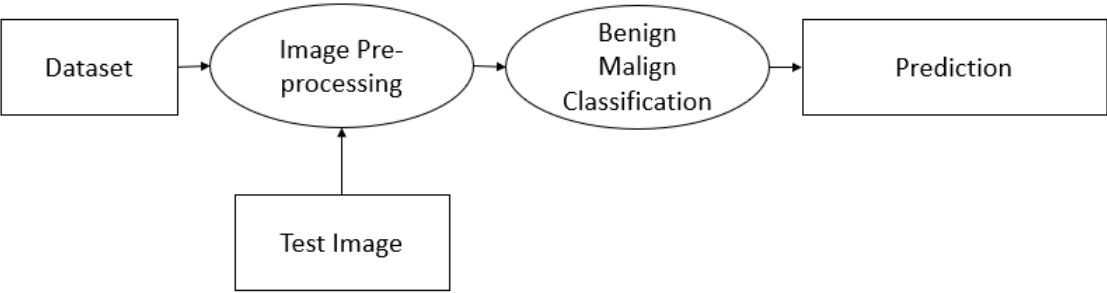 Dataset
Image Pre-
processing
Benign
Malign
Classification
Prediction
Test Image